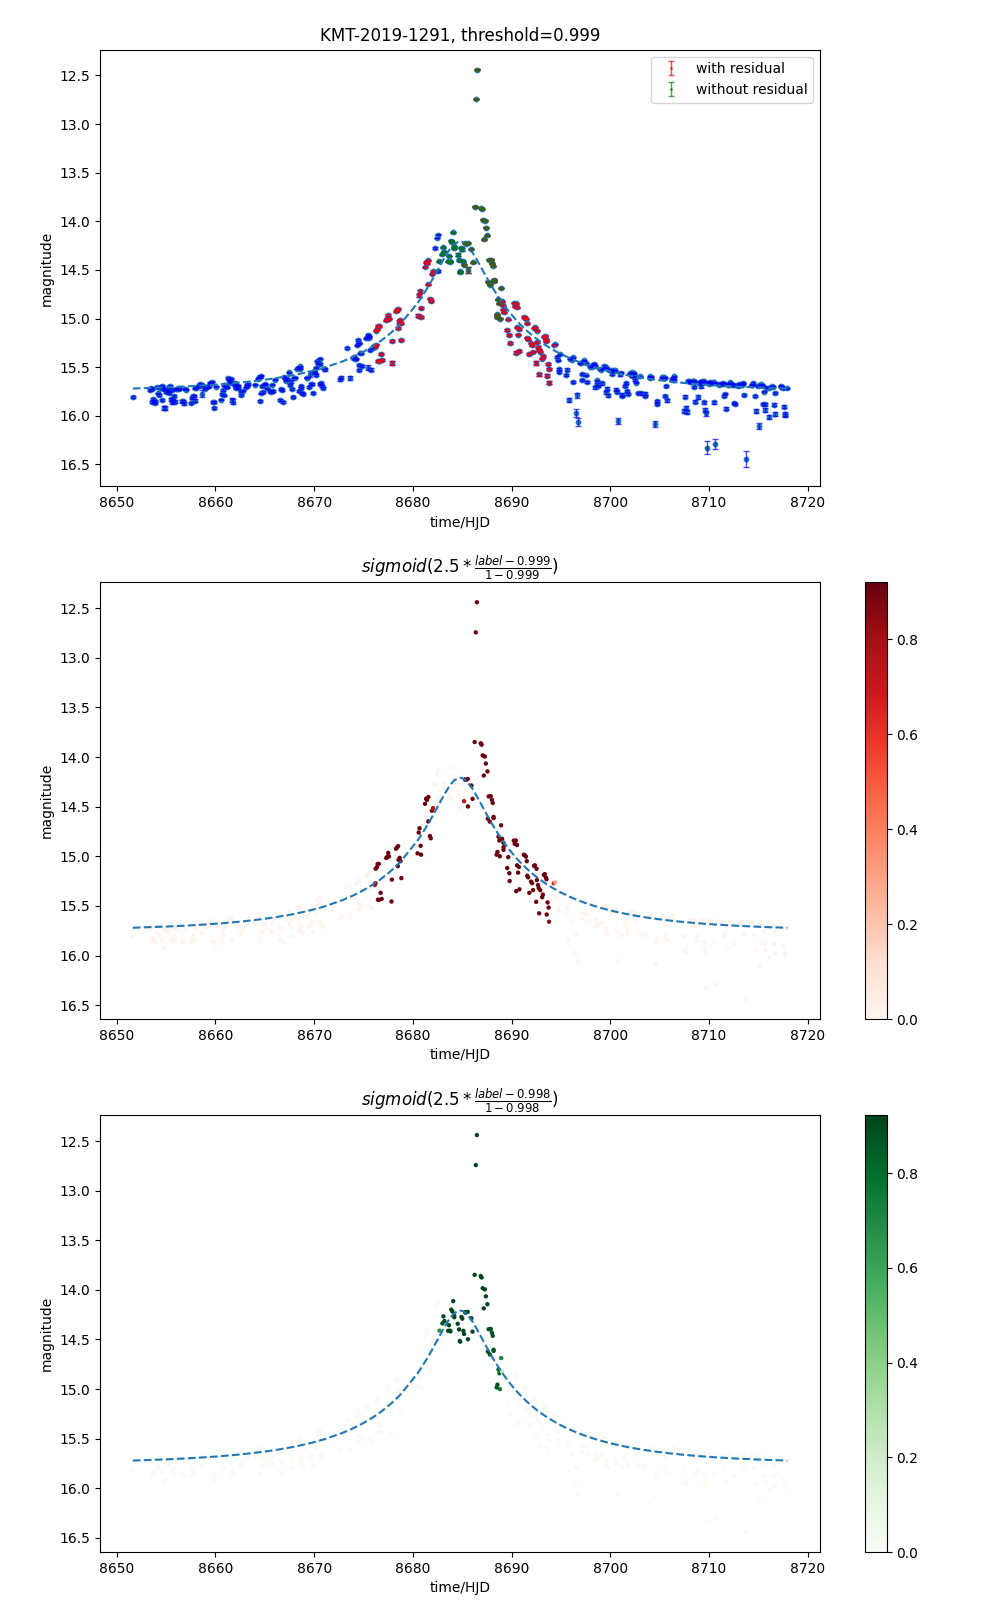 KMT-2019-1291, threshold=0.999
with residual
without residual
magnitude
12.5
13.0
13.5
14.0
14.5
15.0
15.5
16.0
16.5
8650 8660 8670 8680 8690 8700 8710 8720
time/HJD
sigmoid(2.5 * \frac{label − 0.999}{1 − 0.999})
magnitude
12.5
13.0
13.5
14.0
14.5
15.0
15.5
16.0
16.5
8650 8660 8670 8680 8690 8700 8710 8720
time/HJD
0.8
0.6
0.4
0.2
0.0
sigmoid(2.5 * \frac{label − 0.998}{1 − 0.998})
magnitude
12.5
13.0
13.5
14.0
14.5
15.0
15.5
16.0
16.5
8650 8660 8670 8680 8690 8700 8710 8720
time/HJD
0.8
0.6
0.4
0.2
0.0